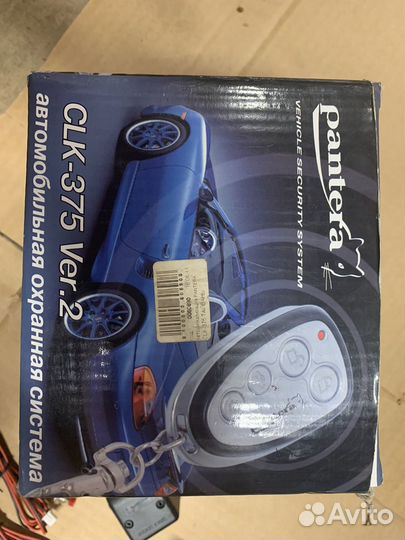 pantera
VEHICLE SECURITY SYSTEM
CLK-375 Ver.2
автомобильная охранная система
Avito